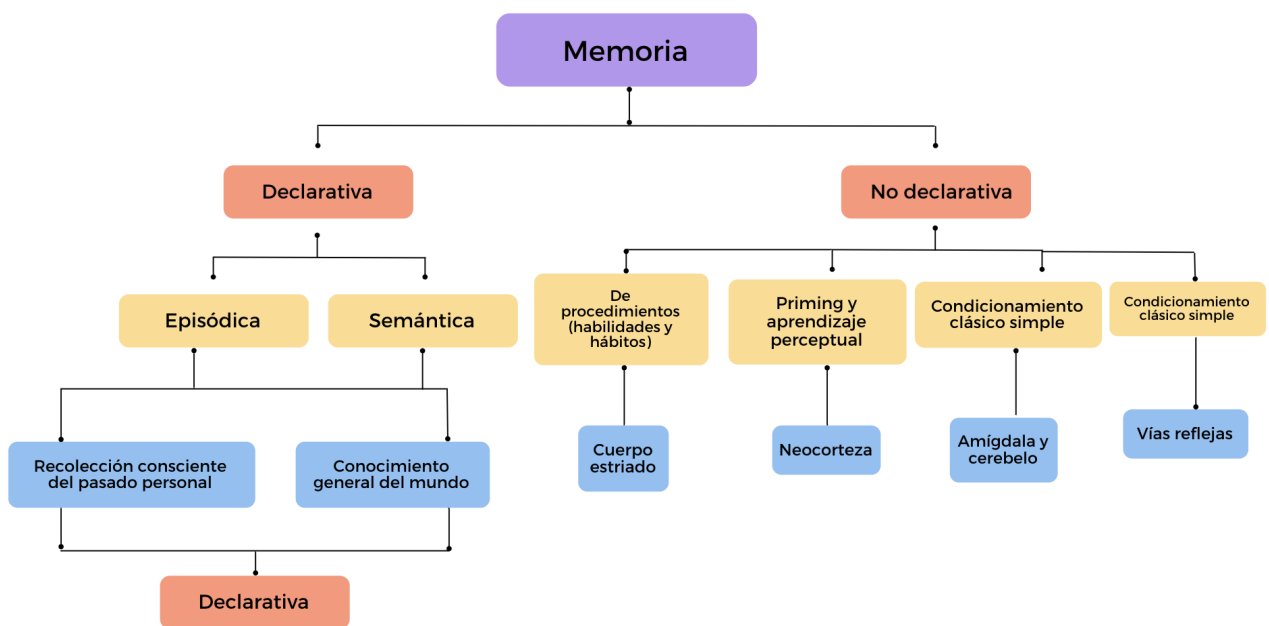 Memoria
Declarativa
No declarativa
Episódica
Semántica
De
procedimientos
(habilidades y
hábitos)
Priming y
aprendizaje
perceptual
Condicionamiento
clásico simple
Condicionamiento
clásico simple
Recolección consciente
del pasado personal
Conocimiento
general del mundo
Cuerpo
estriado
Neocorteza
Amígdala y
cerebelo
Vías reflejas
Declarativa